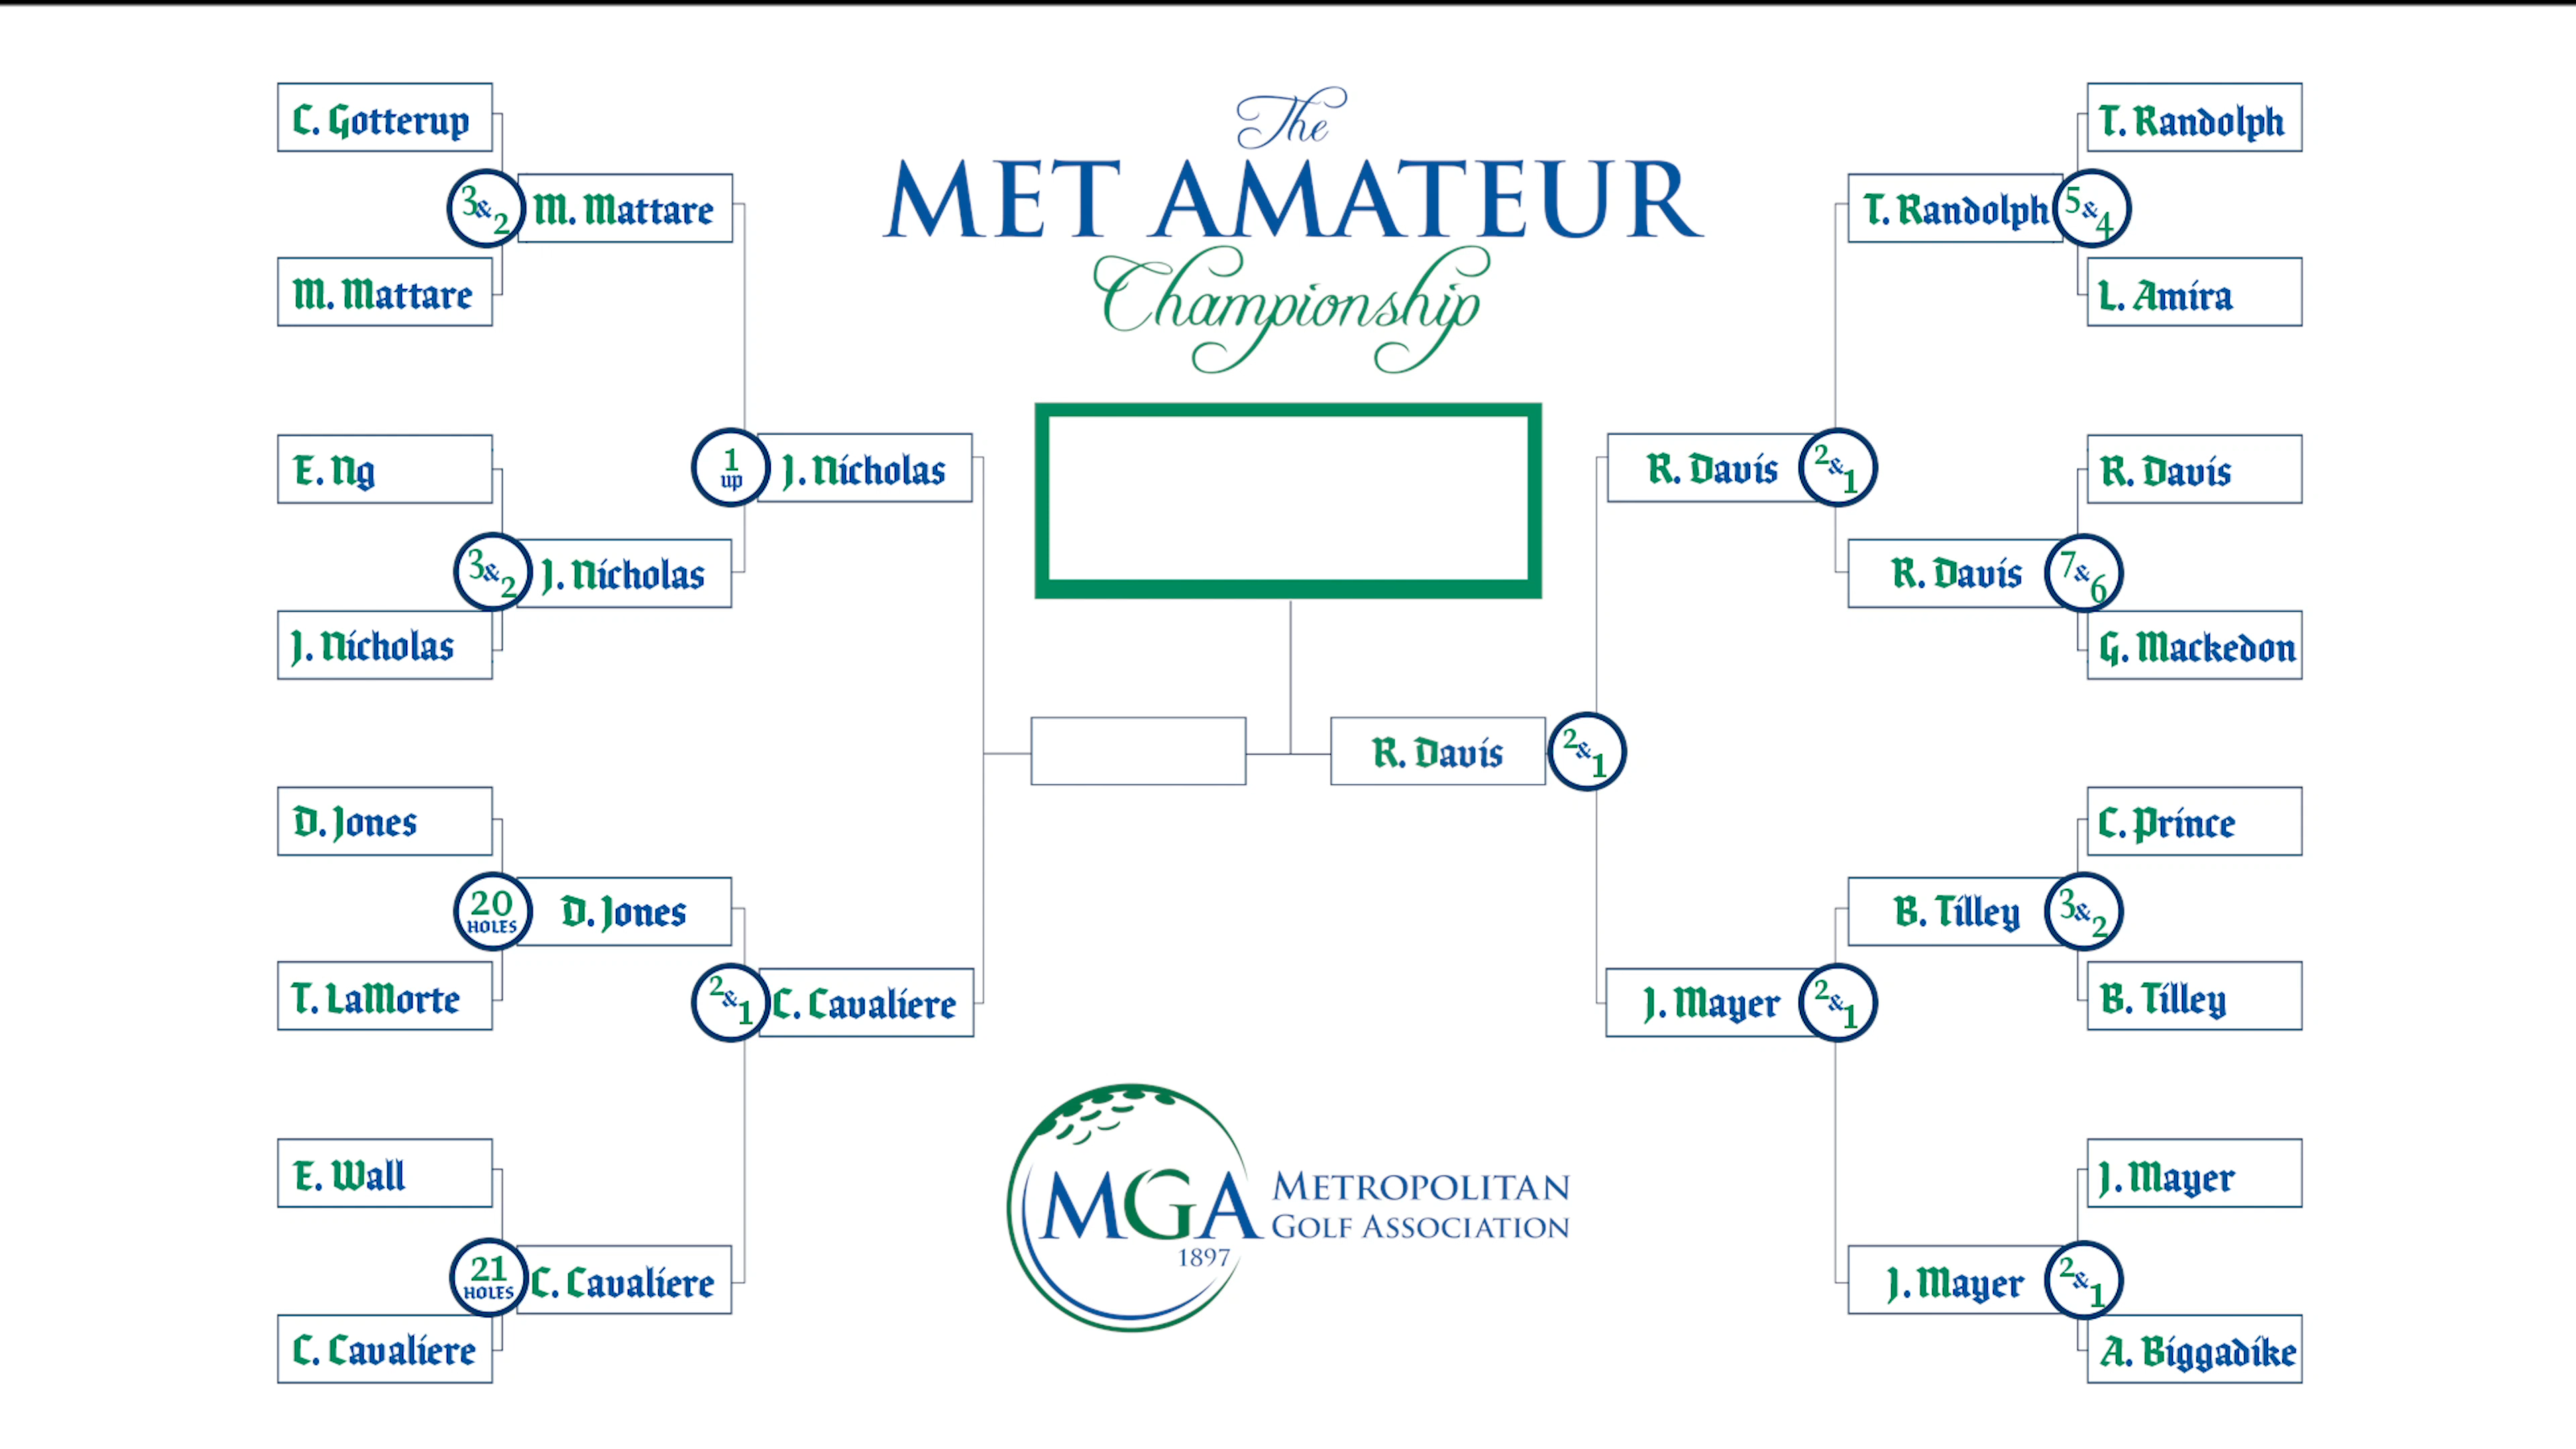 The
MET AMATEUR
Championship
C. Gotterup
3&2
M. Mattare
M. Mattare
E. Ng
1 up
J. Nicholas
3&2
J. Nicholas
J. Nicholas
D. Jones
20 HOLES
D. Jones
T. LaMorte
2&1
C. Cavaliere
E. Wall
21 HOLES
C. Cavaliere
C. Cavaliere
R. Davis
2&1
T. Randolph
T. Randolph
5&4
L. Amira
R. Davis
2&1
R. Davis
R. Davis
7&6
G. Mackedon
C. Prince
B. Tilley
3&2
B. Tilley
J. Mayer
2&1
J. Mayer
J. Mayer
2&1
A. Biggadike
MGA
1897
METROPOLITAN
GOLF ASSOCIATION